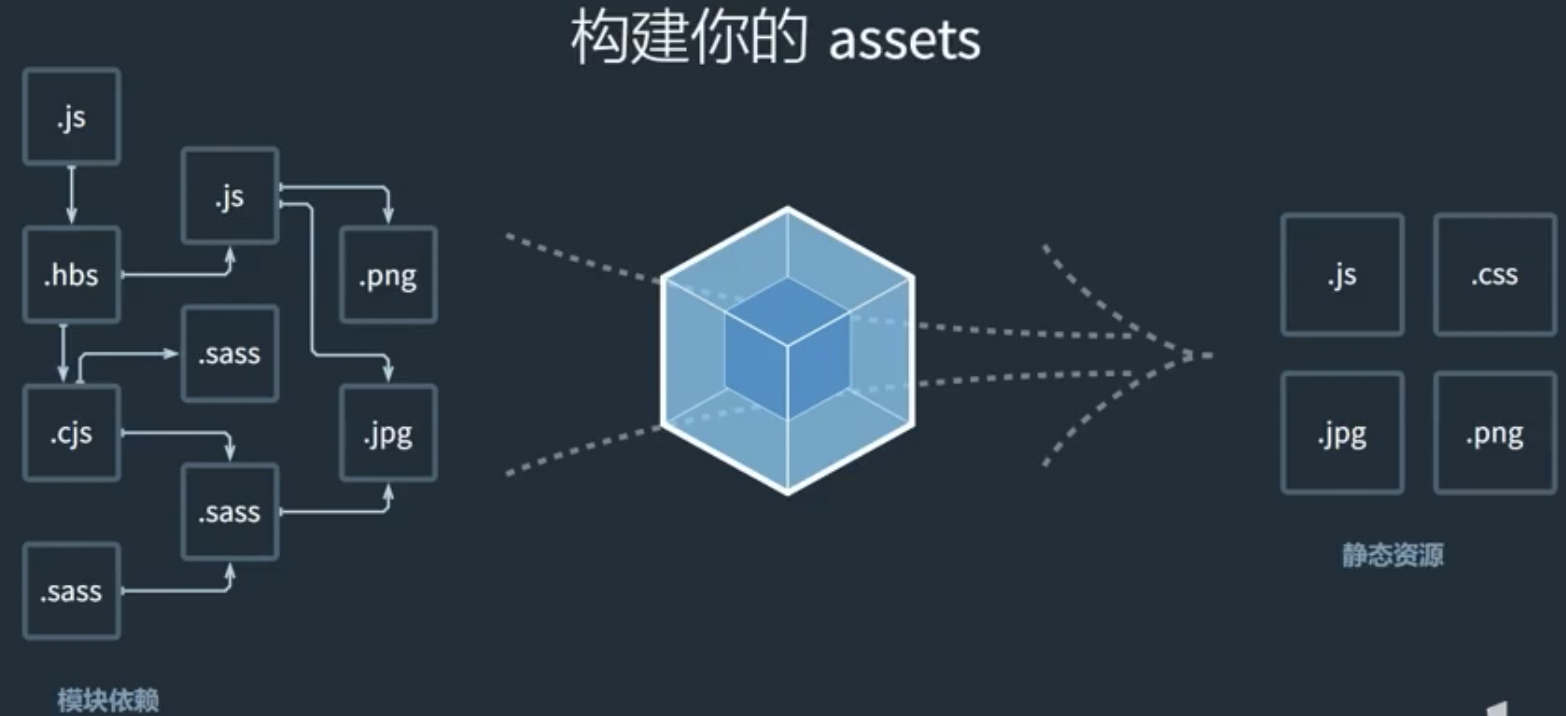 构建你的 assets
.js
.js
.hbs
.png
.sass
.cjs
.jpg
.sass
.sass
模块依赖
.js
.css
.jpg
.png
静态资源